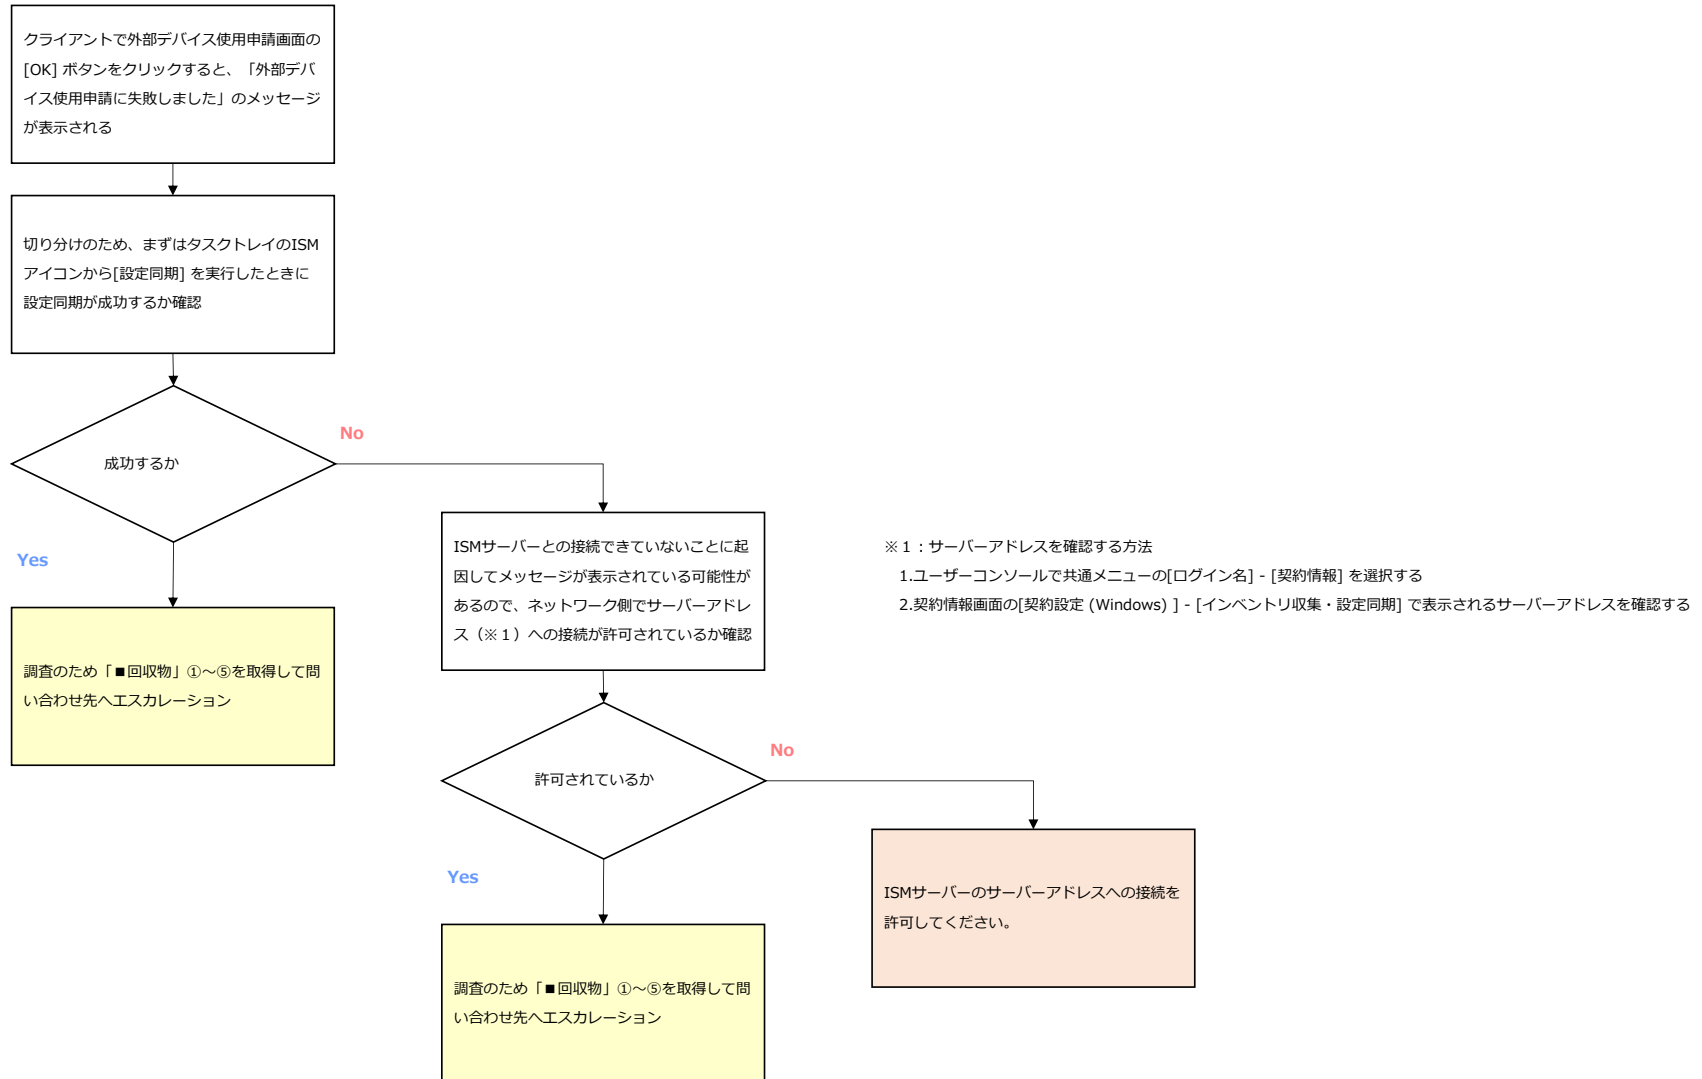 クライアントで外部デバイス使用申請画面の
[OK] ボタンをクリックすると、「外部デバ
イス使用申請に失敗しました」のメッセージ
が表示される
切り分けのため、まずはタスクトレイのISM
アイコンから[設定同期] を実行したときに
設定同期が成功するか確認
成功するか
No
Yes
調査のため「■回収物」①～⑤を取得して問
い合わせ先へエスカレーション
ISMサーバーとの接続できていないことに起
因してメッセージが表示されている可能性が
あるので、ネットワーク側でサーバーアドレ
ス（※１）への接続が許可されているか確認
※１：サーバーアドレスを確認する方法
1.ユーザーコンソールで共通メニューの[ログイン名] - [契約情報] を選択する
2.契約情報画面の[契約設定 (Windows) ] - [インベントリ収集・設定同期] で表示されるサーバーアドレスを確認する
許可されているか
No
Yes
ISMサーバーのサーバーアドレスへの接続を
許可してください。
調査のため「■回収物」①～⑤を取得して問
い合わせ先へエスカレーション